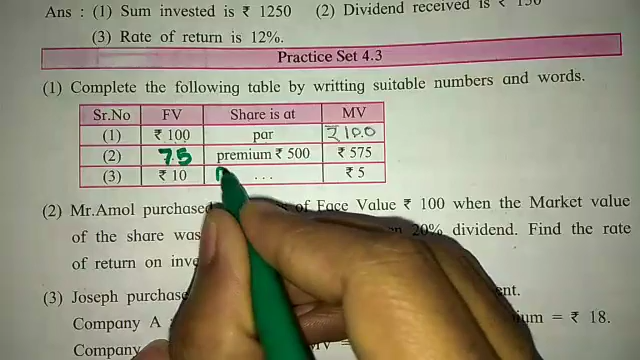 Ans : (1) Sum invested is ₹ 1250 (2) Dividend received is ₹ 150
(3) Rate of return is 12%.
Practice Set 4.3
(1) Complete the following table by writting suitable numbers and words.
Sr.No FV Share is at MV
(1) ₹ 100 par ₹100
(2) 75 premium ₹ 500 ₹ 575
(3) ₹ 10 ... ₹ 5
(2) Mr.Amol purchased of Face Value ₹ 100 when the Market value
of the share was 20% dividend. Find the rate
of return on
(3) Joseph
Company A = ₹ 18.
Company